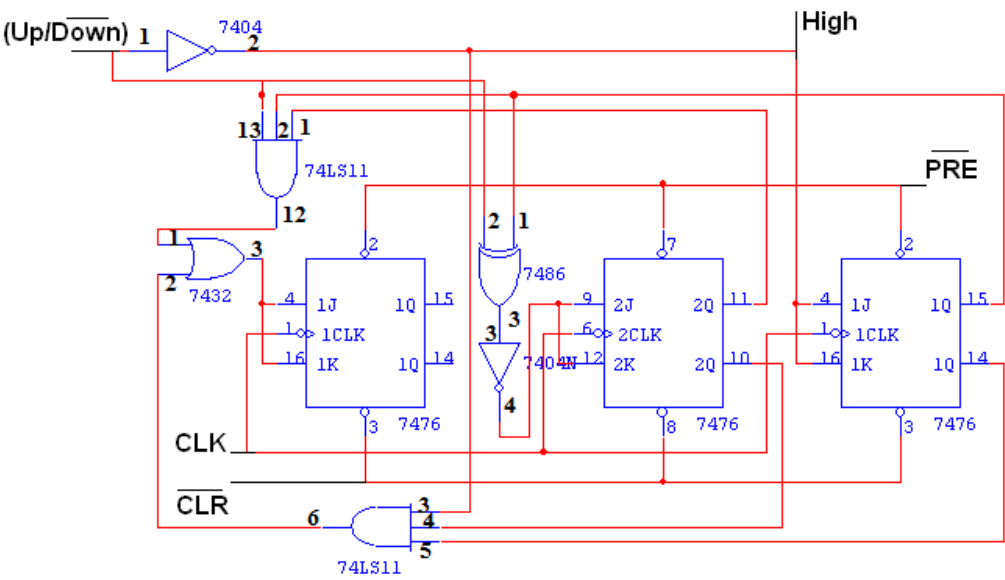 (Up/Down)
1
7404
2
High
13
2
1
74LS11
PRE
12
2
1
2
7
2
1
3
2
7432
7486
3
3
4
7404N
4
1J
1Q
15
1
1CLK
16
1K
1Q
14
3
7476
9
2J
2Q
11
6
2CLK
12
2K
2Q
10
8
7476
4
1J
1Q
15
1
1CLK
16
1K
1Q
14
3
7476
CLK
CLR
6
3
4
5
74LS11